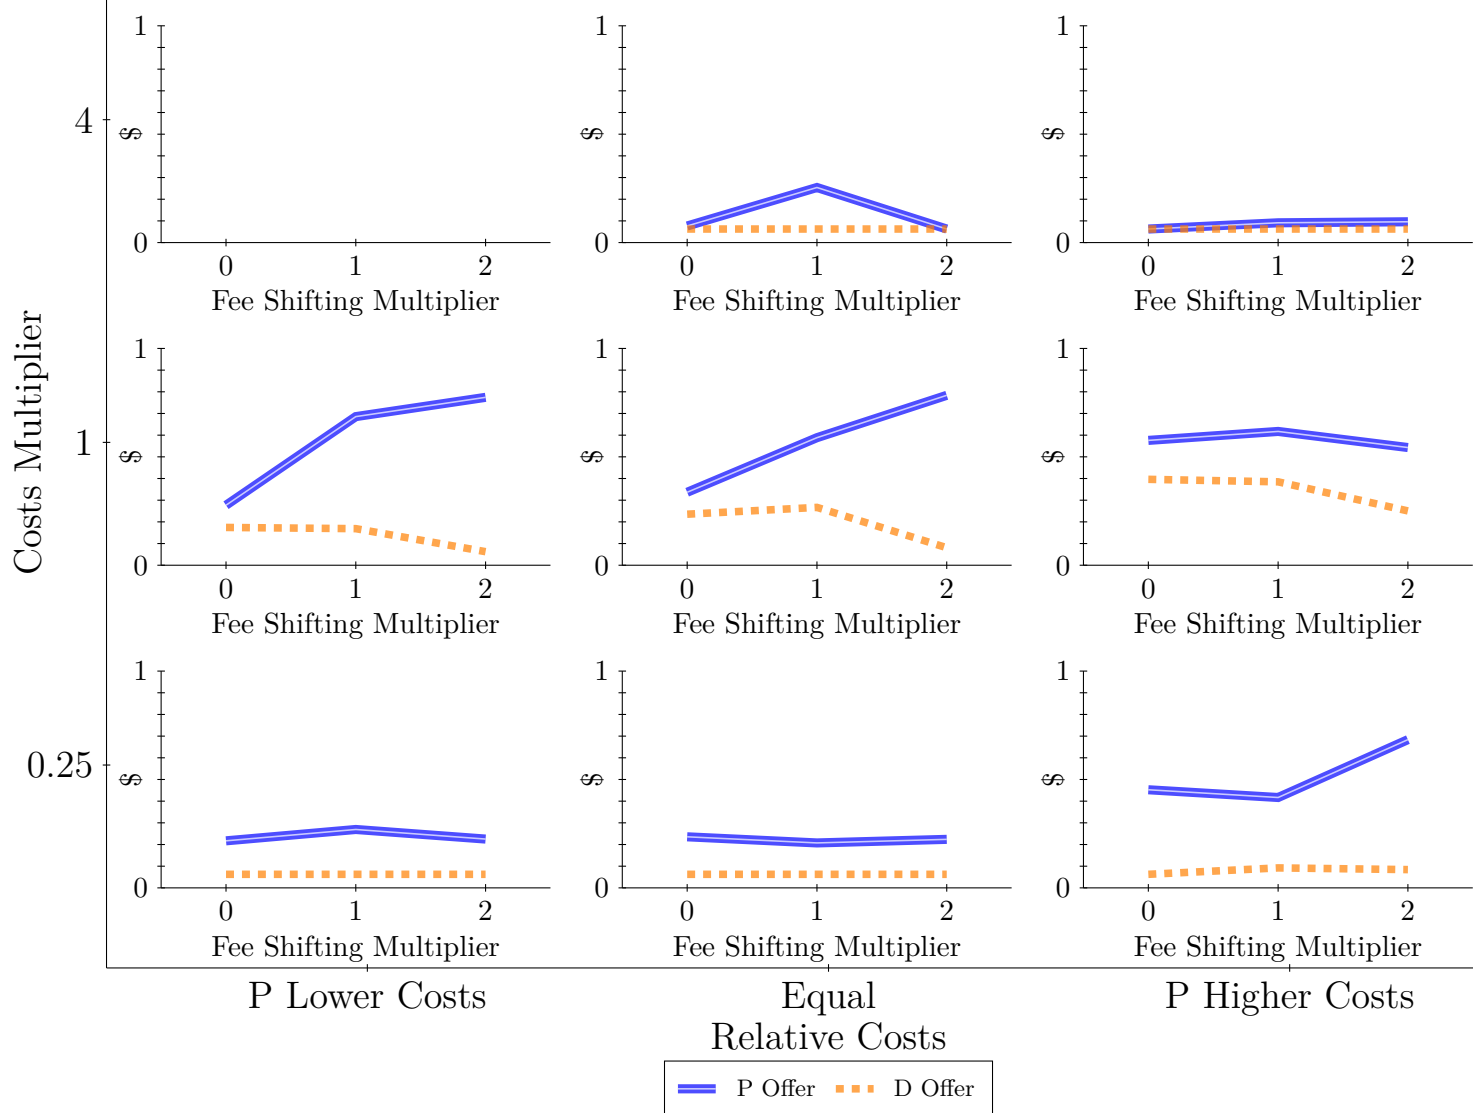 1
1
1
4
$
$
$
0
0
0
0 1 2
0 1 2
0 1 2
Fee Shifting Multiplier
Fee Shifting Multiplier
Fee Shifting Multiplier
Costs Multiplier
1
1
1
1
$
$
$
0
0
0
0 1 2
0 1 2
0 1 2
Fee Shifting Multiplier
Fee Shifting Multiplier
Fee Shifting Multiplier
1
1
1
0.25
$
$
$
0
0
0
0 1 2
0 1 2
0 1 2
Fee Shifting Multiplier
Fee Shifting Multiplier
Fee Shifting Multiplier
P Lower Costs
Equal
P Higher Costs
Relative Costs
P Offer
D Offer